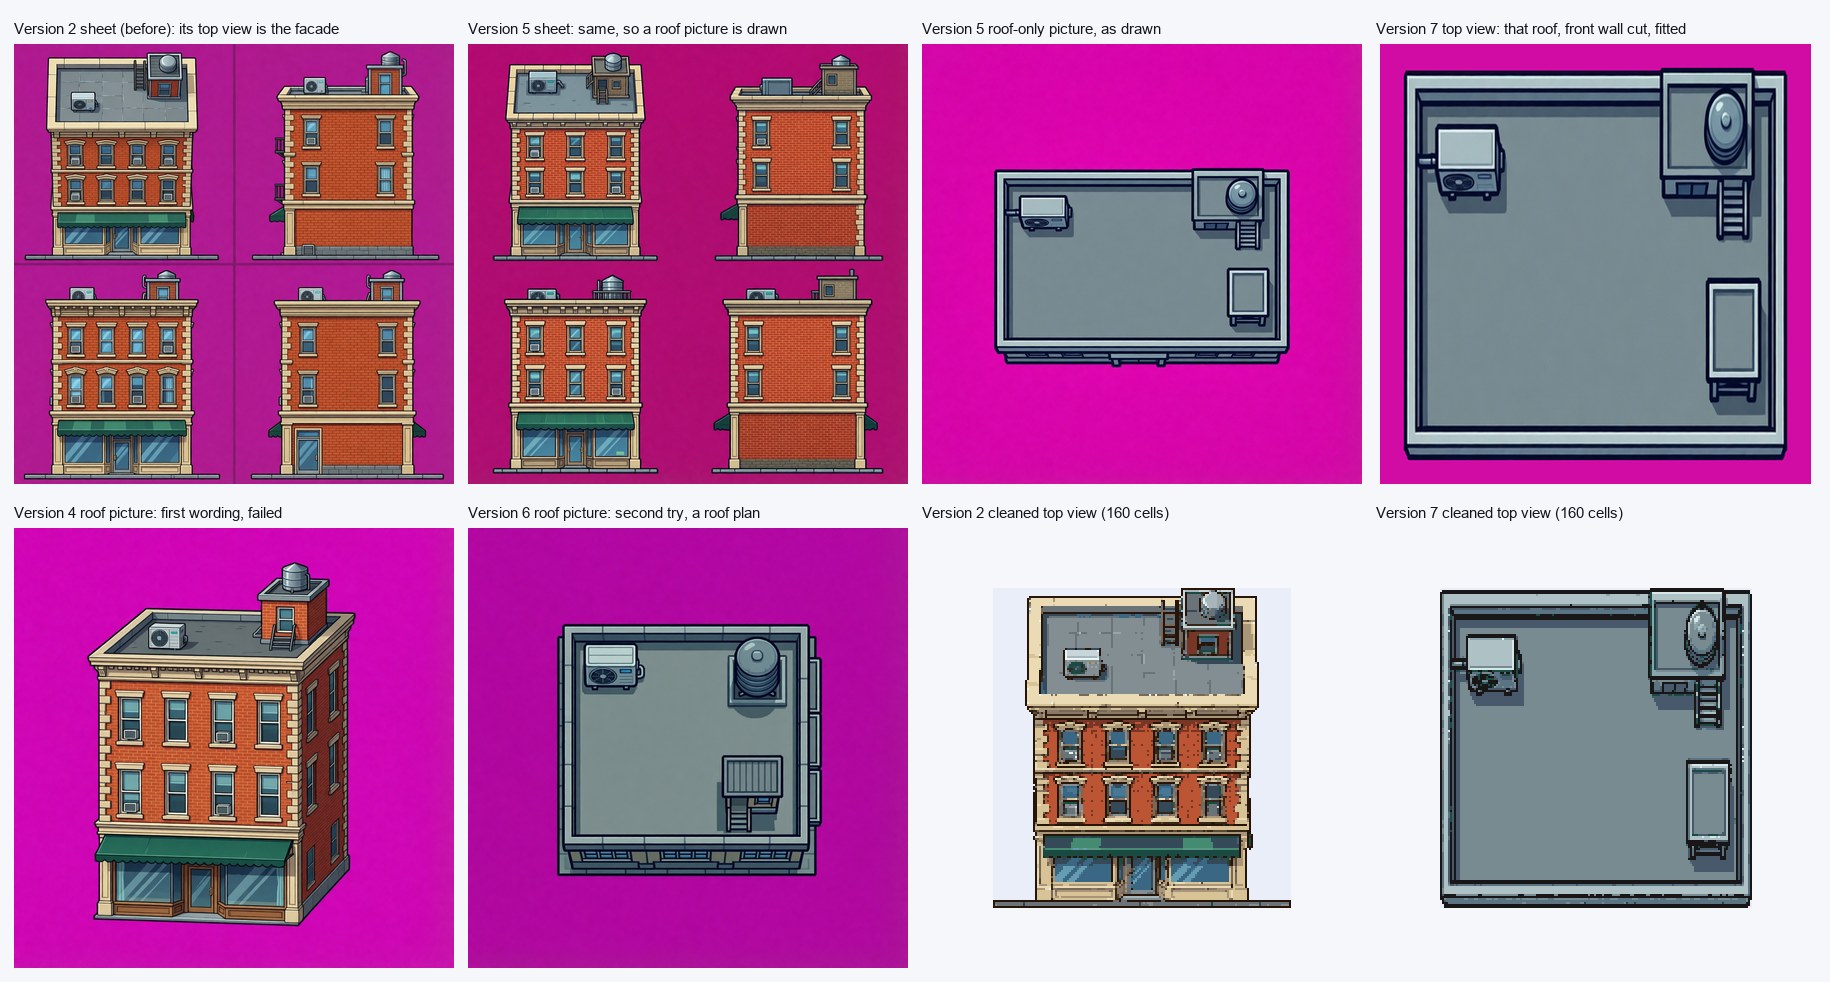 Version 2 sheet (before): its top view is the facade
Version 5 sheet: same, so a roof picture is drawn
Version 5 roof-only picture, as drawn
Version 7 top view: that roof, front wall cut, fitted
Version 4 roof picture: first wording, failed
Version 6 roof picture: second try, a roof plan
Version 2 cleaned top view (160 cells)
Version 7 cleaned top view (160 cells)